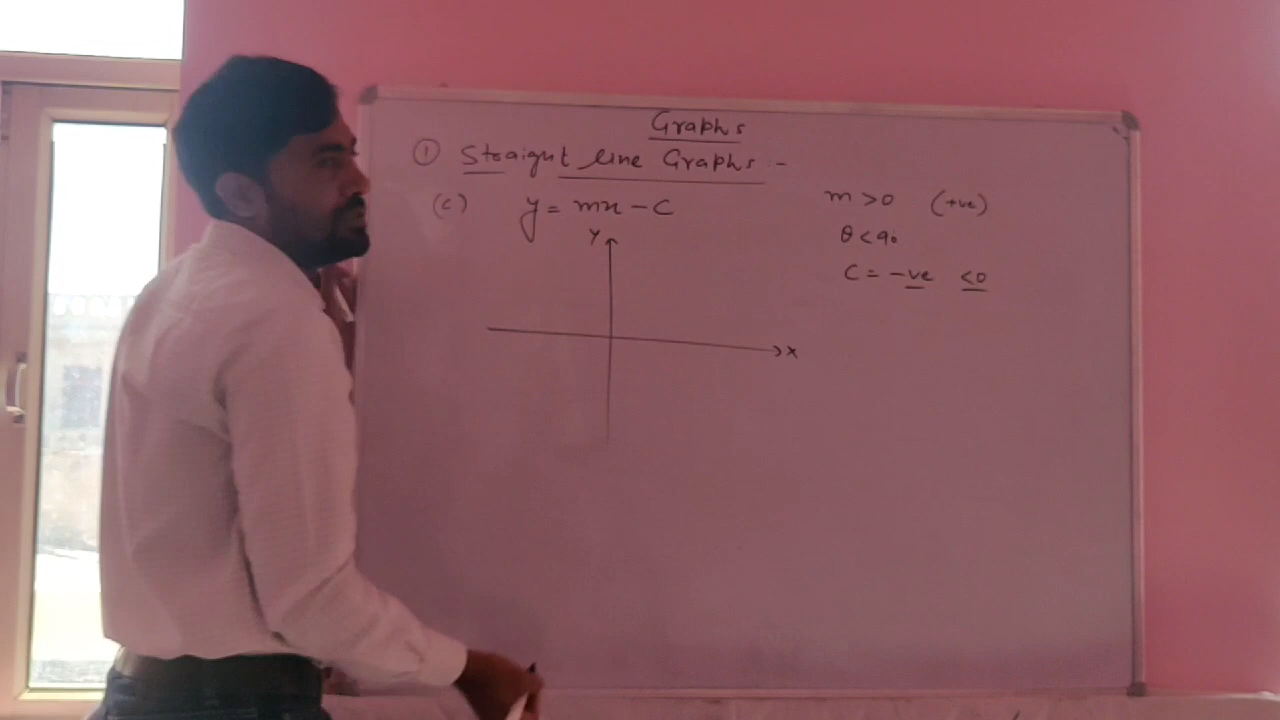 Graphs
① Straight line Graphs :-
(c) y = mx - c
m > 0 (+ve)
θ < 90
C = -ve < 0
Y
X